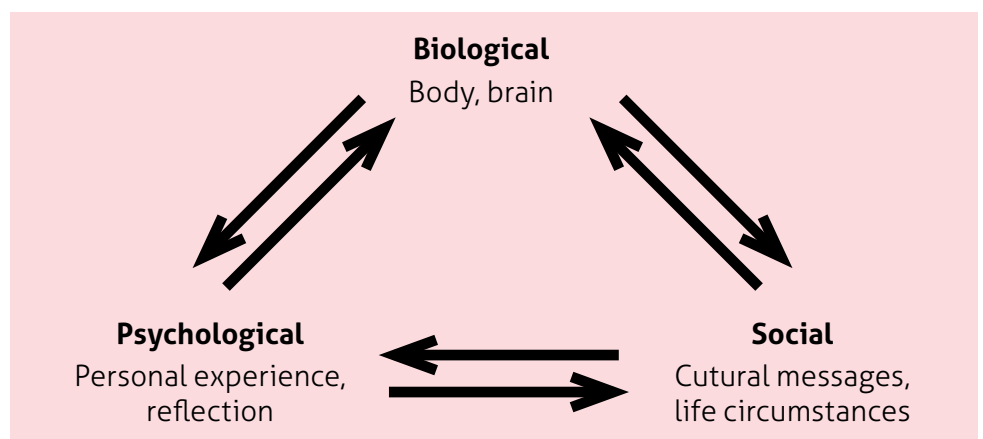 Biological
Body, brain
Psychological
Personal experience,
reflection
Social
Cutural messages,
life circumstances